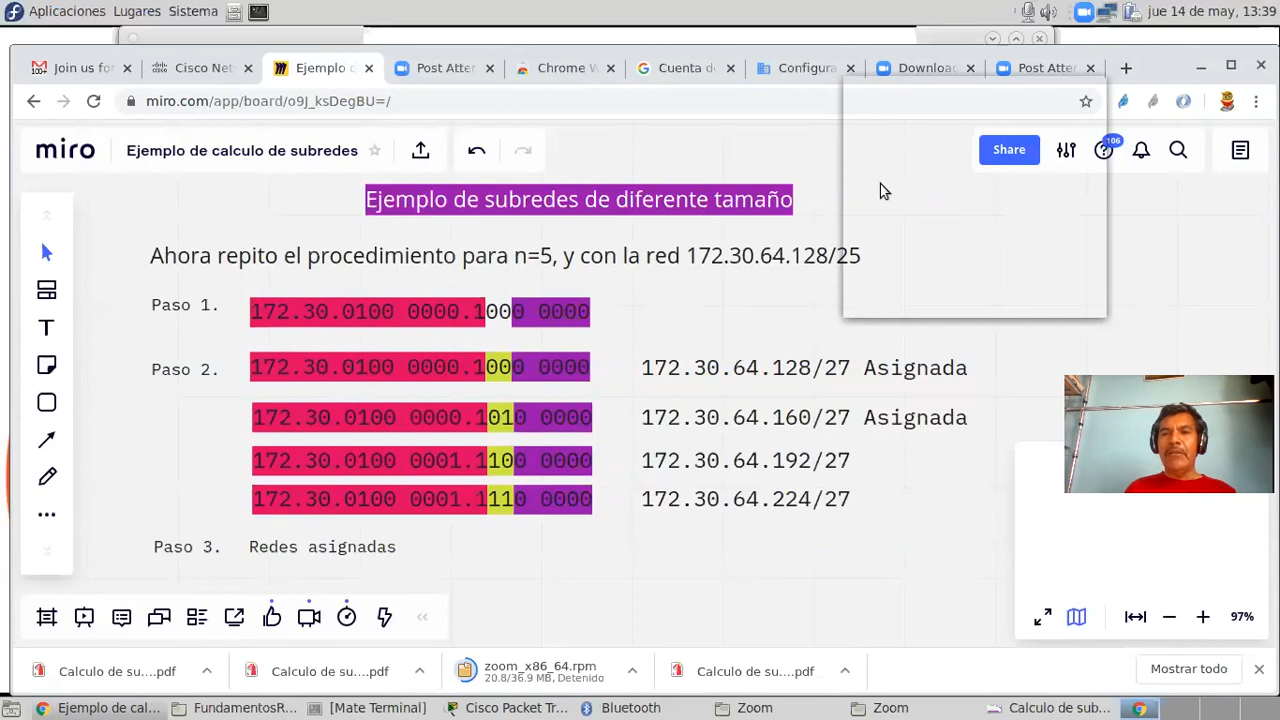 Aplicaciones Lugares Sistema jue 14 de may, 13:39
Join us for Cisco Net Ejemplo c Post Atter Chrome W Cuenta de Configura Downloac Post Atter
miro.com/app/board/o9J_ksDegBU=/
miro Ejemplo de calculo de subredes Share 106
Ejemplo de subredes de diferente tamaño
Ahora repito el procedimiento para n=5, y con la red 172.30.64.128/25
Paso 1. 172.30.0100 0000.1000 0000
Paso 2. 172.30.0100 0000.1000 0000 172.30.64.128/27 Asignada
172.30.0100 0000.1010 0000 172.30.64.160/27 Asignada
172.30.0100 0001.1100 0000 172.30.64.192/27
172.30.0100 0001.1110 0000 172.30.64.224/27
Paso 3. Redes asignadas
97%
Calculo de su....pdf Calculo de su....pdf zoom_x86_64.rpm Calculo de su....pdf Mostrar todo
20.8/36.9 MB, Detenido
Ejemplo de cal... FundamentosR... [Mate Terminal] Cisco Packet Tr... Bluetooth Zoom Zoom Calculo de sub...